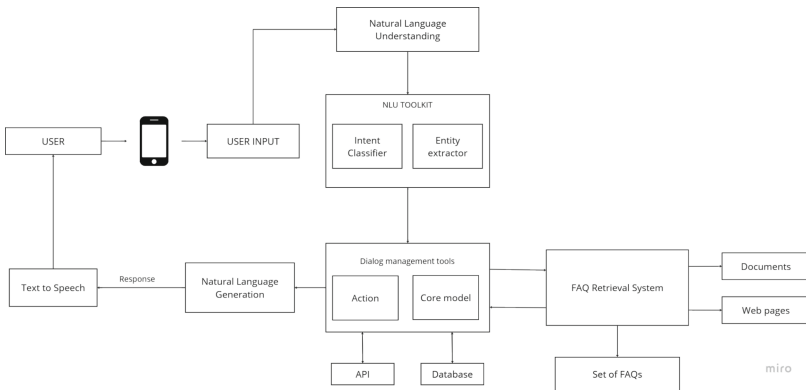 Natural Language
Understanding
NLU TOOLKIT
Intent
Classifier
Entity
extractor
USER
USER INPUT
Dialog management tools
Action
Core model
FAQ Retrieval System
Documents
Web pages
Text to Speech
Response
Natural Language
Generation
API
Database
Set of FAQs
miro